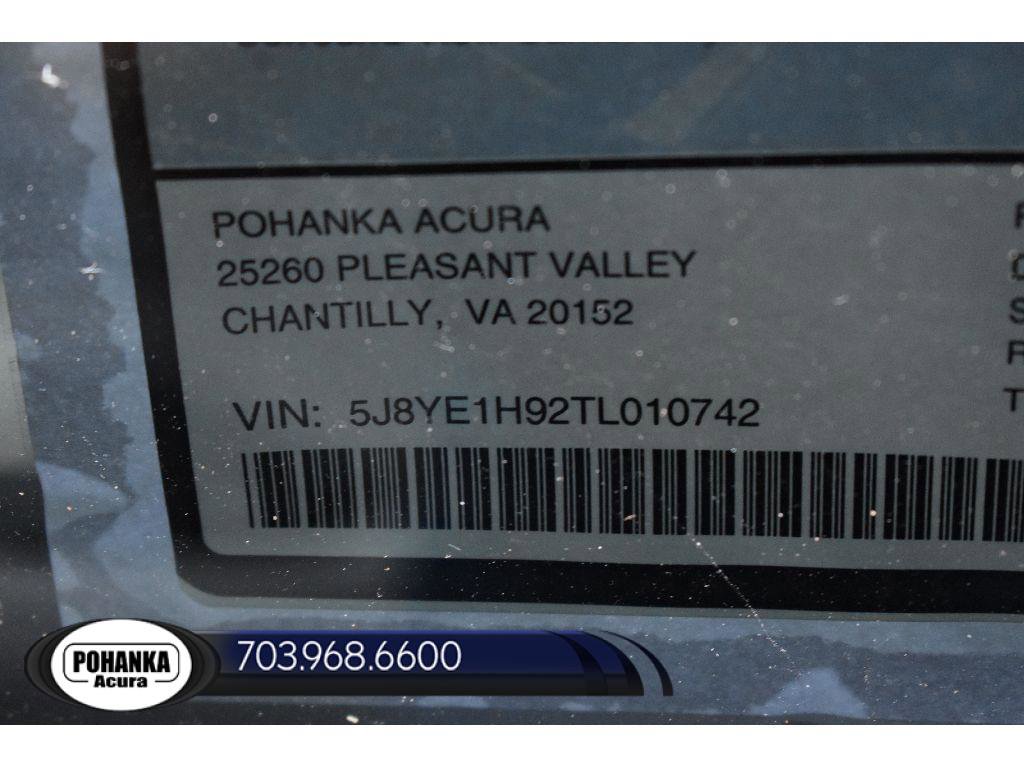 POHANKA ACURA
25260 PLEASANT VALLEY
CHANTILLY, VA 20152
VIN: 5J8YE1H92TL010742
POHANKA
Acura
703.968.6600